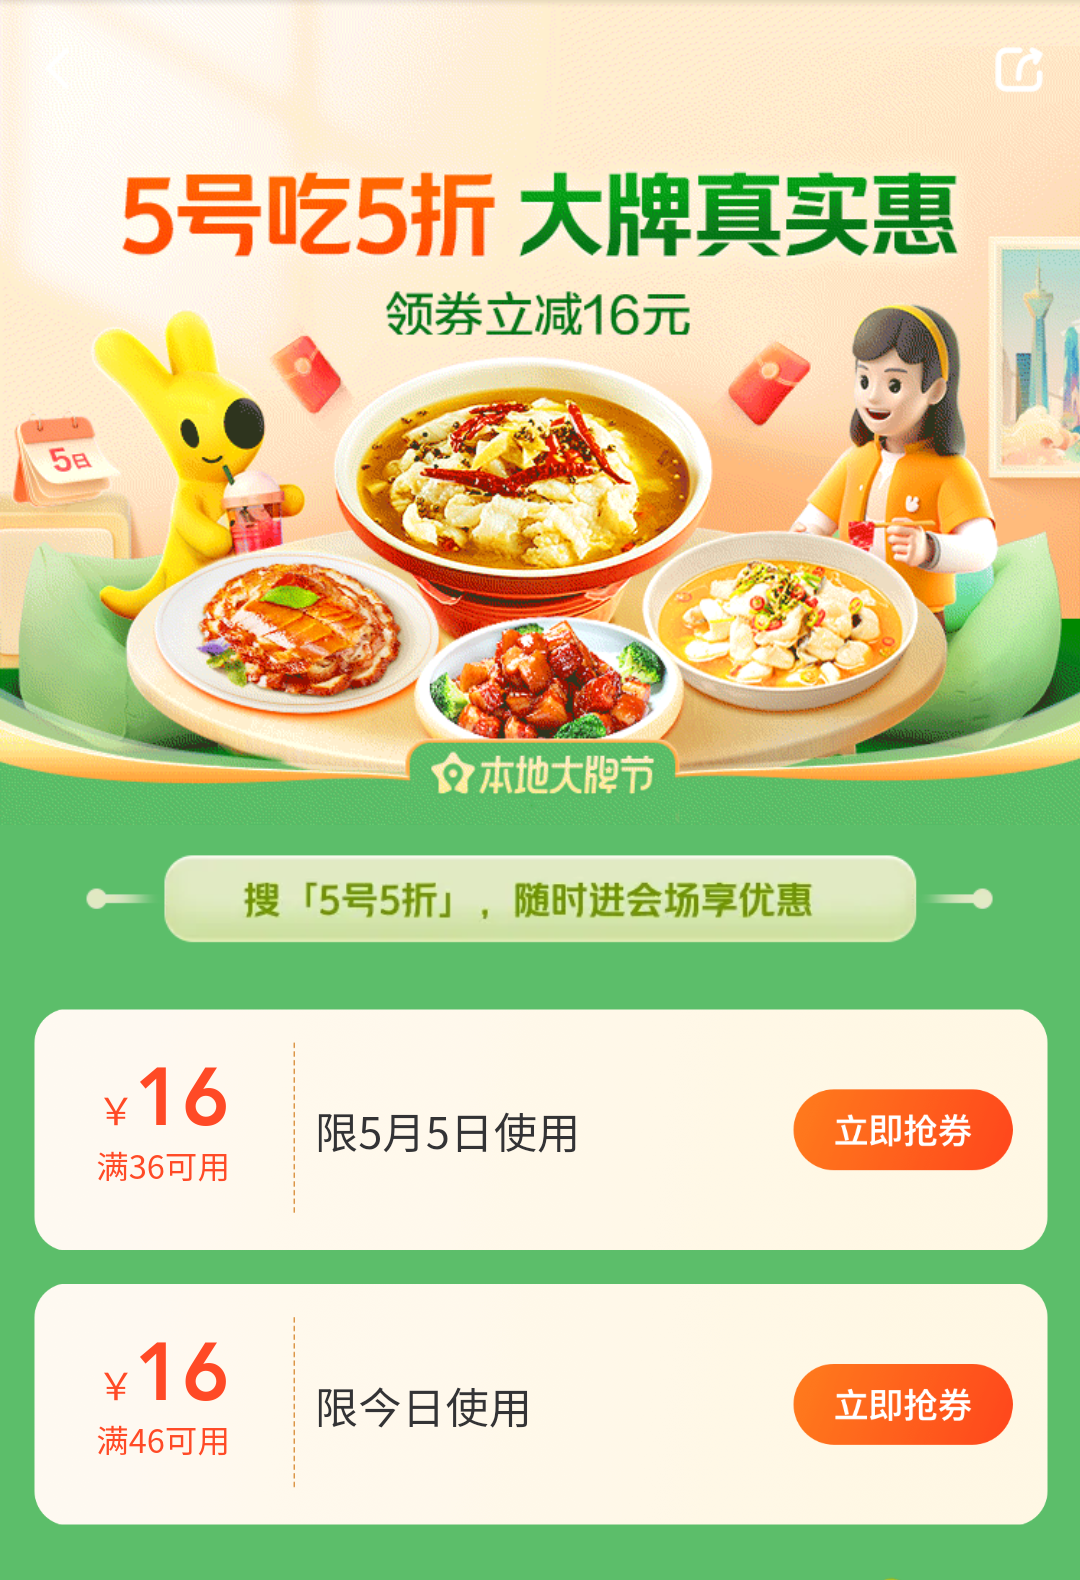 5号吃5折 大牌真实惠
领券立减16元
5日
本地大牌节
搜「5号5折」，随时进会场享优惠
¥16
满36可用
限5月5日使用
立即抢券
¥16
满46可用
限今日使用
立即抢券